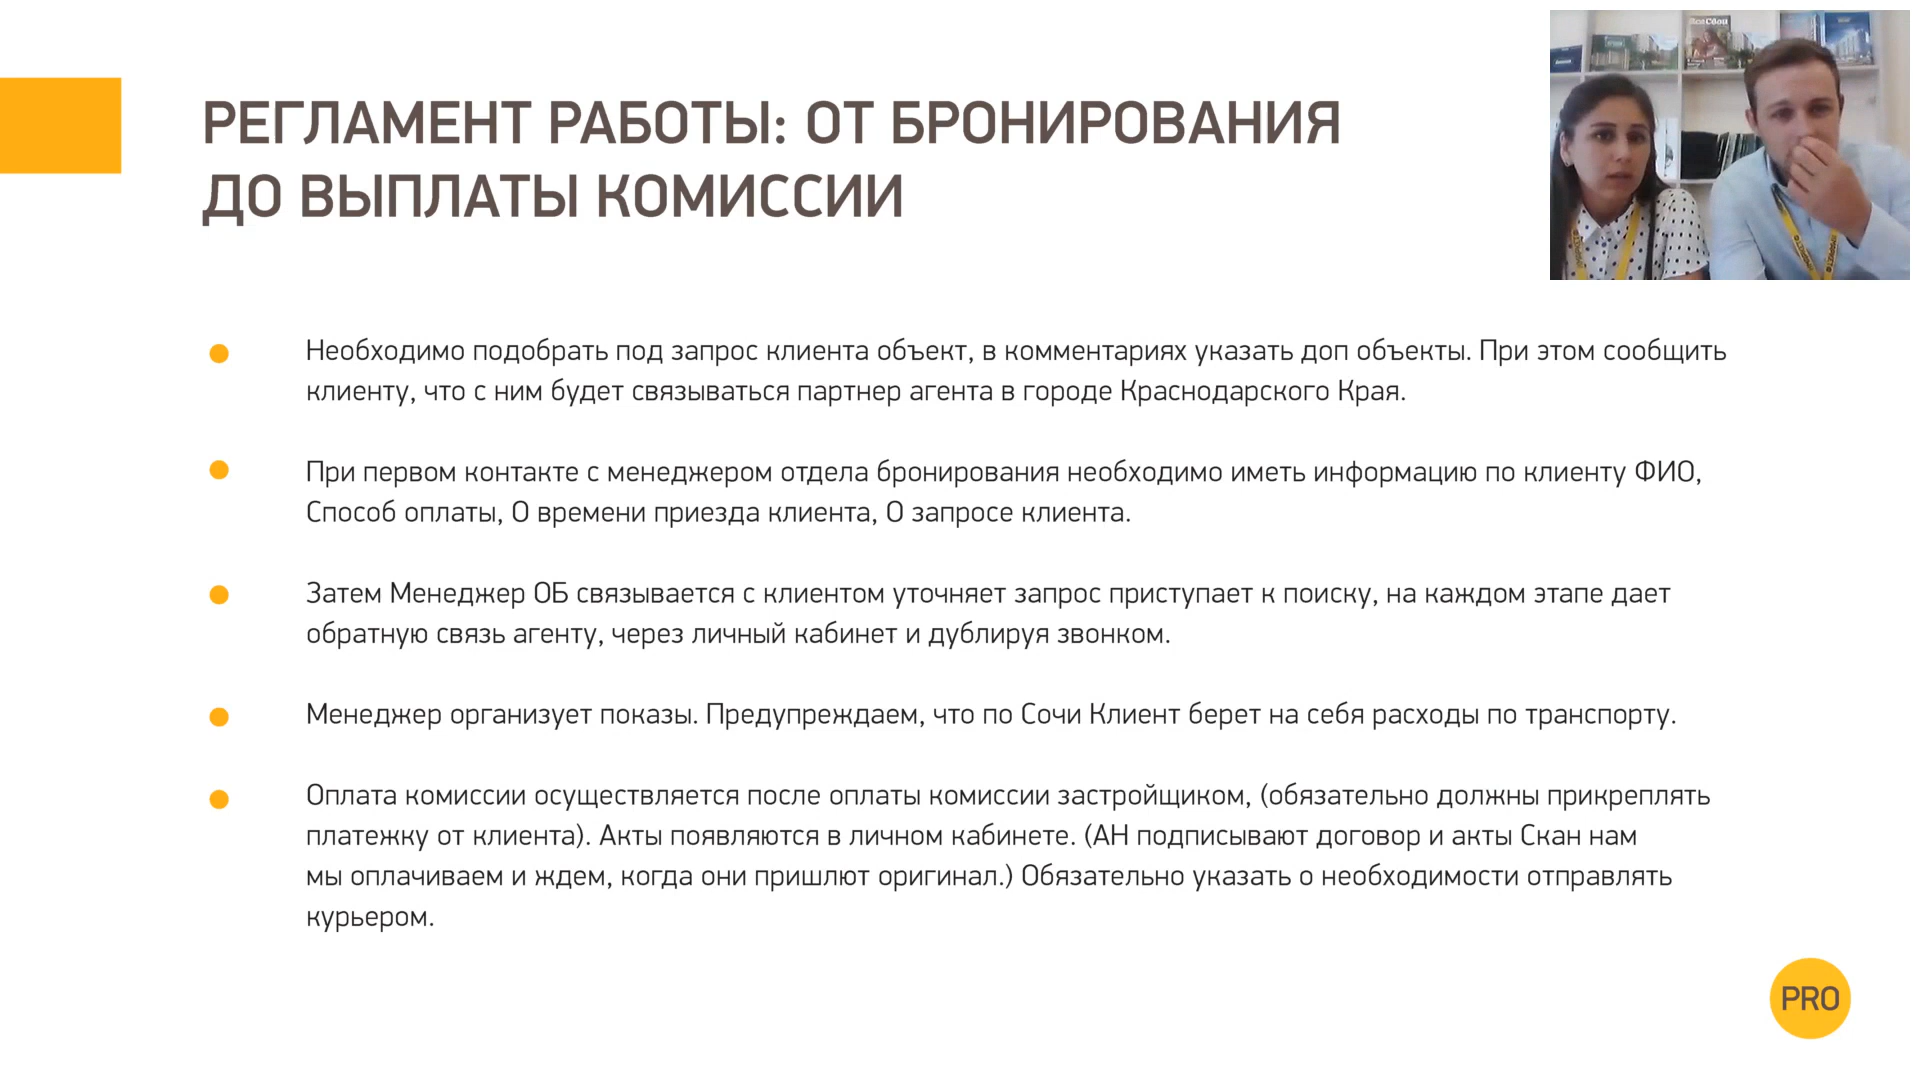 РЕГЛАМЕНТ РАБОТЫ: ОТ БРОНИРОВАНИЯ
ДО ВЫПЛАТЫ КОМИССИИ
Необходимо подобрать под запрос клиента объект, в комментариях указать доп объекты. При этом сообщить
клиенту, что с ним будет связываться партнер агента в городе Краснодарского Края.
При первом контакте с менеджером отдела бронирования необходимо иметь информацию по клиенту ФИО,
Способ оплаты, О времени приезда клиента, О запросе клиента.
Затем Менеджер ОБ связывается с клиентом уточняет запрос приступает к поиску, на каждом этапе дает
обратную связь агенту, через личный кабинет и дублируя звонком.
Менеджер организует показы. Предупреждаем, что по Сочи Клиент берет на себя расходы по транспорту.
Оплата комиссии осуществляется после оплаты комиссии застройщиком, (обязательно должны прикреплять
платежку от клиента). Акты появляются в личном кабинете. (АН подписывают договор и акты Скан нам
мы оплачиваем и ждем, когда они пришлют оригинал.) Обязательно указать о необходимости отправлять
курьером.
PRO